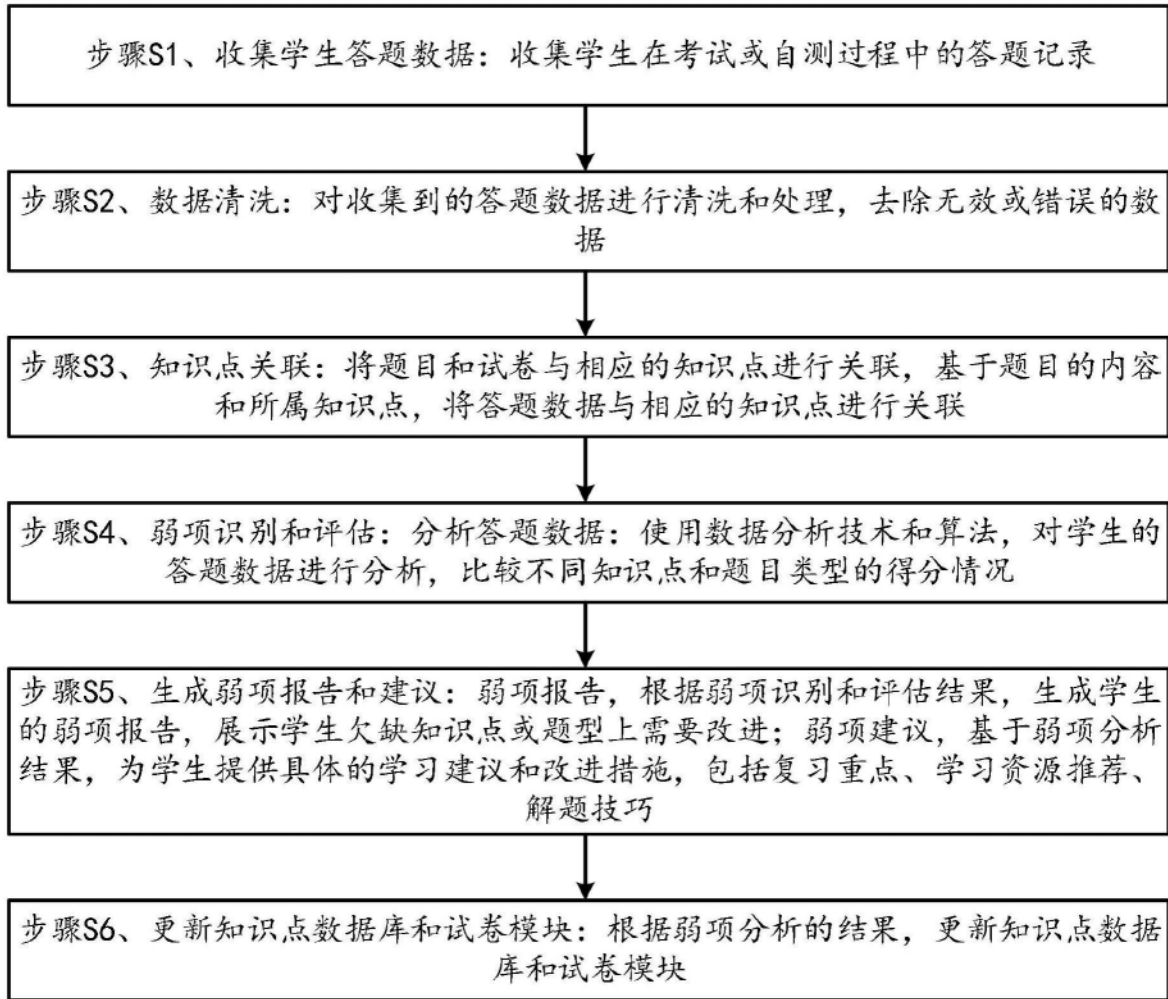 步骤S1、收集学生答题数据：收集学生在考试或自测过程中的答题记录
步骤S2、数据清洗：对收集到的答题数据进行清洗和处理，去除无效或错误的数
据
步骤S3、知识点关联：将题目和试卷与相应的知识点进行关联，基于题目的内容
和所属知识点，将答题数据与相应的知识点进行关联
步骤S4、弱项识别和评估：分析答题数据：使用数据分析技术和算法，对学生的
答题数据进行分析，比较不同知识点和题目类型的得分情况
步骤S5、生成弱项报告和建议：弱项报告，根据弱项识别和评估结果，生成学生
的弱项报告，展示学生欠缺知识点或题型上需要改进；弱项建议，基于弱项分析
结果，为学生提供具体的学习建议和改进措施，包括复习重点、学习资源推荐、
解题技巧
步骤S6、更新知识点数据库和试卷模块：根据弱项分析的结果，更新知识点数据
库和试卷模块